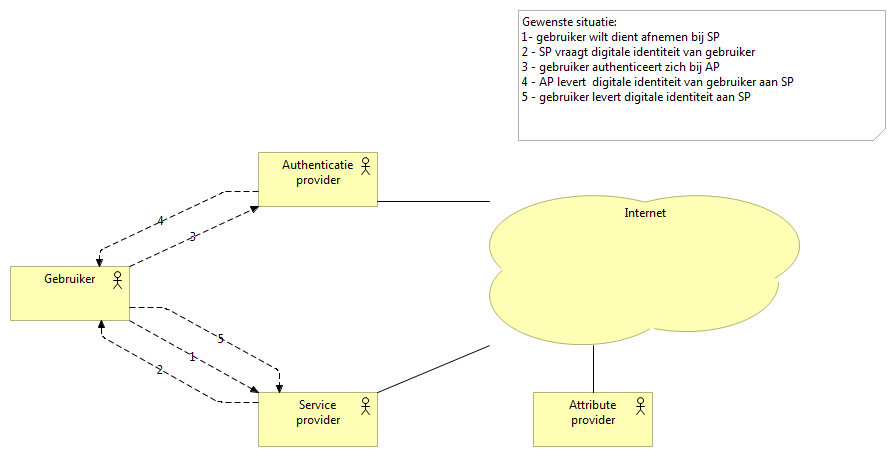 Gewenste situatie:
1- gebruiker wilt dient afnemen bij SP
2 - SP vraagt digitale identiteit van gebruiker
3 - gebruiker authenticeert zich bij AP
4 - AP levert  digitale identiteit van gebruiker aan SP
5 - gebruiker levert digitale identiteit aan SP
Authenticatie
provider
Internet
4
3
Gebruiker
5
1
2
Service
provider
Attribute
provider